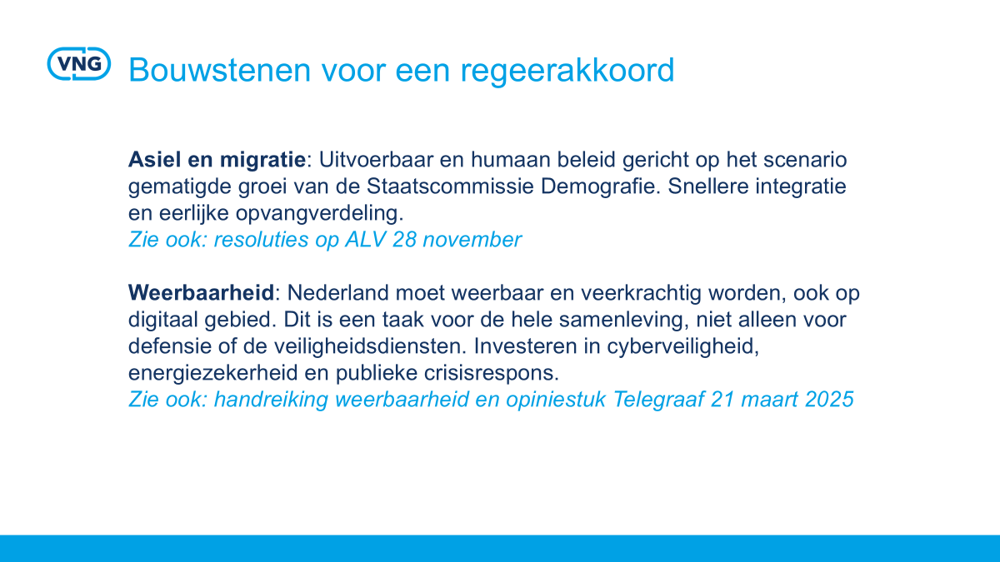 VNG
Bouwstenen voor een regeerakkoord
Asiel en migratie: Uitvoerbaar en humaan beleid gericht op het scenario
gematigde groei van de Staatscommissie Demografie. Snellere integratie
en eerlijke opvangverdeling.
Zie ook: resoluties op ALV 28 november
Weerbaarheid: Nederland moet weerbaar en veerkrachtig worden, ook op
digitaal gebied. Dit is een taak voor de hele samenleving, niet alleen voor
defensie of de veiligheidsdiensten. Investeren in cyberveiligheid,
energiezekerheid en publieke crisisrespons.
Zie ook: handreiking weerbaarheid en opiniestuk Telegraaf 21 maart 2025